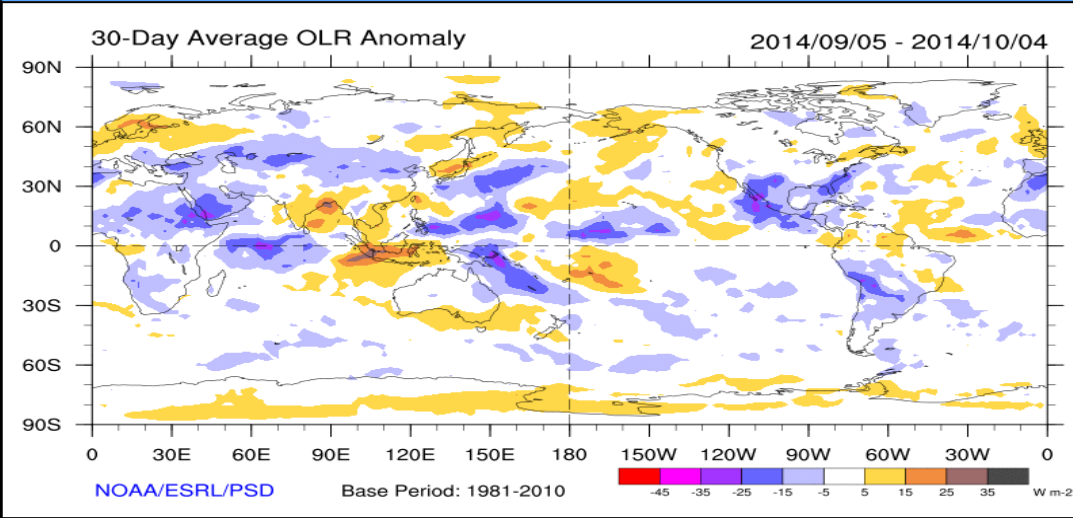 30-Day Average OLR Anomaly 2014/09/05 - 2014/10/04
90N
60N
30N
0
30S
60S
90S
0 30E 60E 90E 120E 150E 180 150W 120W 90W 60W 30W 0
NOAA/ESRL/PSD Base Period: 1981-2010
-45 -35 -25 -15 -5 5 15 25 35 W m-2